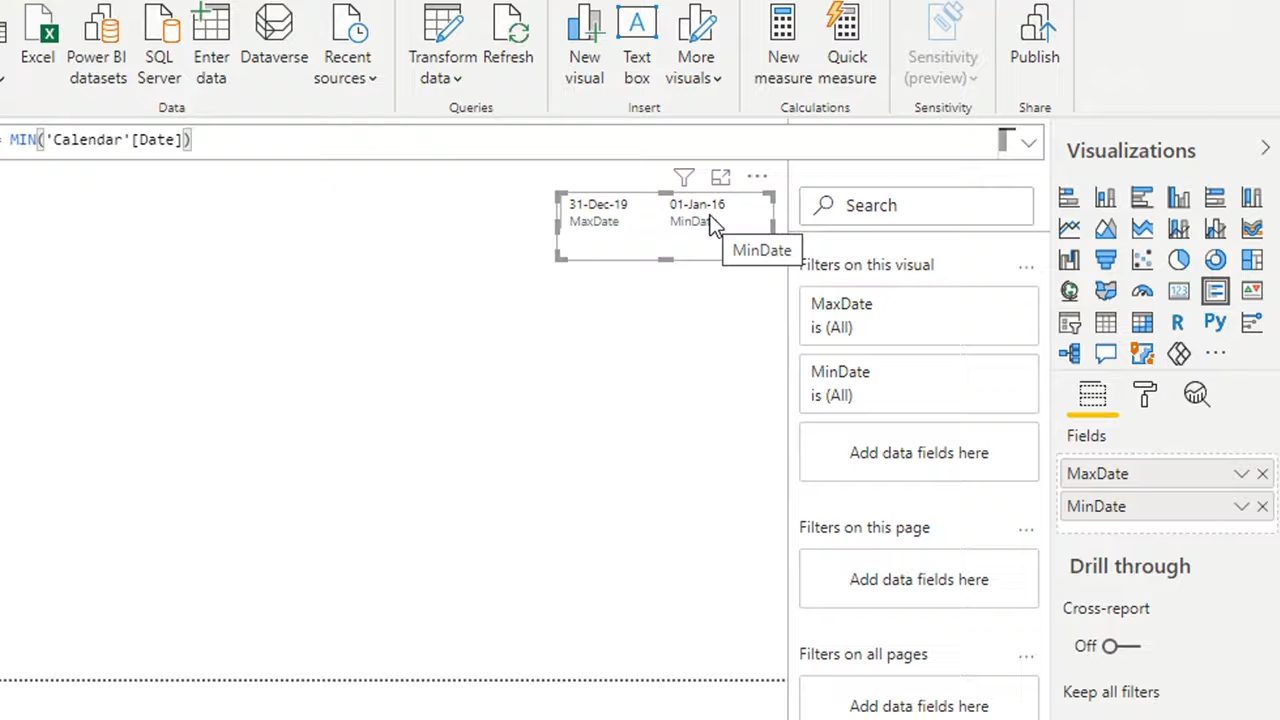 Excel
Power BI datasets
SQL Server
Enter data
Dataverse
Recent sources
Transform data
Refresh
New visual
Text box
More visuals
New measure
Quick measure
Sensitivity (preview)
Publish
Data
Queries
Insert
Calculations
Sensitivity
Share
= MIN('Calendar'[Date])
31-Dec-19 01-Jan-16
MaxDate MinDat
MinDate
Search
Filters on this visual
MaxDate
is (All)
MinDate
is (All)
Add data fields here
Filters on this page
Add data fields here
Filters on all pages
Add data fields here
Visualizations
123
R
Py
Fields
MaxDate
MinDate
Drill through
Cross-report
Off
Keep all filters